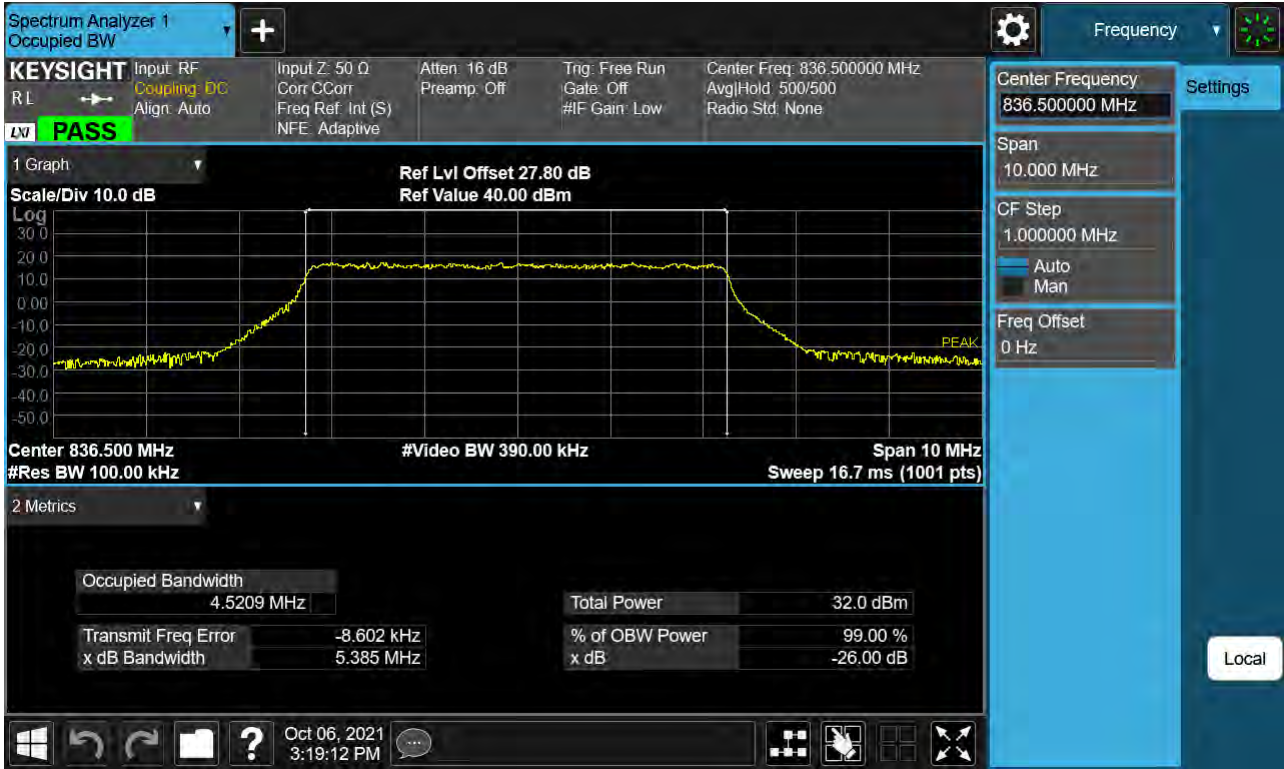 Spectrum Analyzer 1
Occupied BW
Frequency
KEYSIGHT
R L
LXI PASS
Input: RF
Coupling: DC
Align: Auto
Input Z: 50 Ω
Corr CCorr
Freq Ref: Int (S)
NFE: Adaptive
Atten: 16 dB
Preamp: Off
Trig: Free Run
Gate: Off
#IF Gain: Low
Center Freq: 836.500000 MHz
Avg|Hold: 500/500
Radio Std: None
Center Frequency
836.500000 MHz
Settings
Span
10.000 MHz
CF Step
1.000000 MHz
Auto
Man
Freq Offset
0 Hz
Local
1 Graph
Scale/Div 10.0 dB
Ref Lvl Offset 27.80 dB
Ref Value 40.00 dBm
Log
30.0
20.0
10.0
0.00
-10.0
-20.0
-30.0
-40.0
-50.0
PEAK
Center 836.500 MHz
#Video BW 390.00 kHz
Span 10 MHz
#Res BW 100.00 kHz
Sweep 16.7 ms (1001 pts)
2 Metrics
Occupied Bandwidth
4.5209 MHz
Total Power 32.0 dBm
Transmit Freq Error -8.602 kHz
% of OBW Power 99.00 %
x dB Bandwidth 5.385 MHz
x dB -26.00 dB
?
Oct 06, 2021
3:19:12 PM